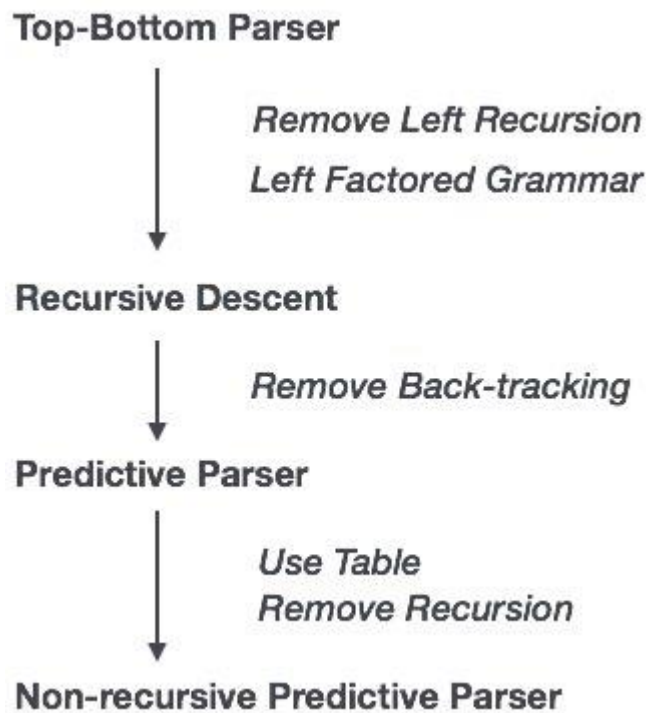 Top-Bottom Parser
Remove Left Recursion
Left Factored Grammar
Recursive Descent
Remove Back-tracking
Predictive Parser
Use Table
Remove Recursion
Non-recursive Predictive Parser